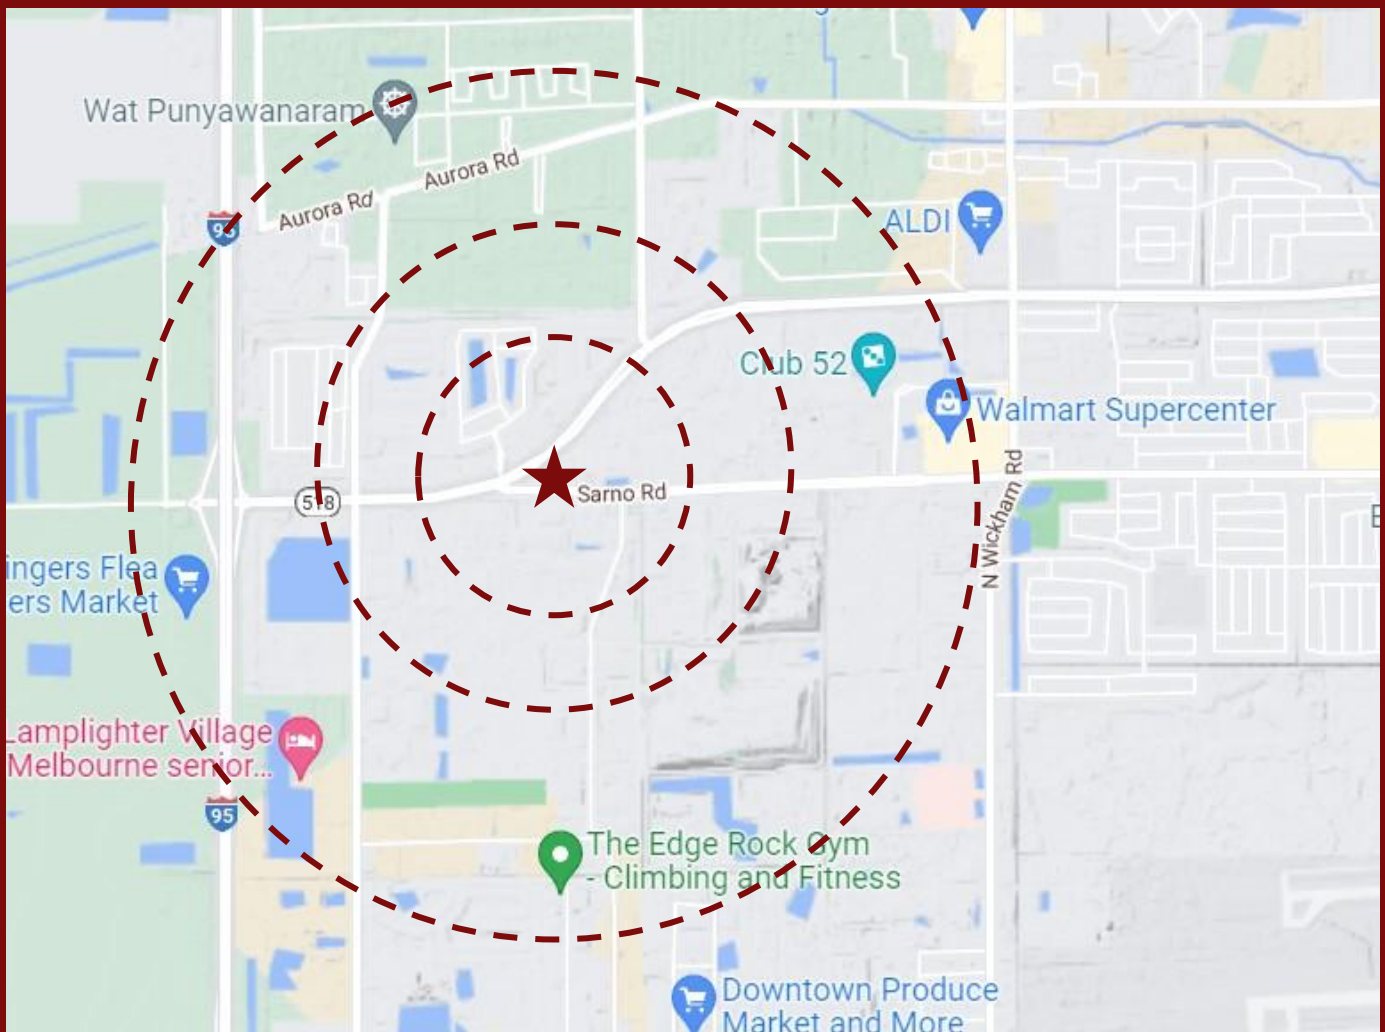 Wat Punyawanaram
Aurora Rd
Aurora Rd
95
ALDI
Club 52
Walmart Supercenter
Sarno Rd
518
N Wickham Rd
ingers Flea
ers Market
Lamplighter Village
Melbourne senior...
95
The Edge Rock Gym
- Climbing and Fitness
Downtown Produce
Market and More